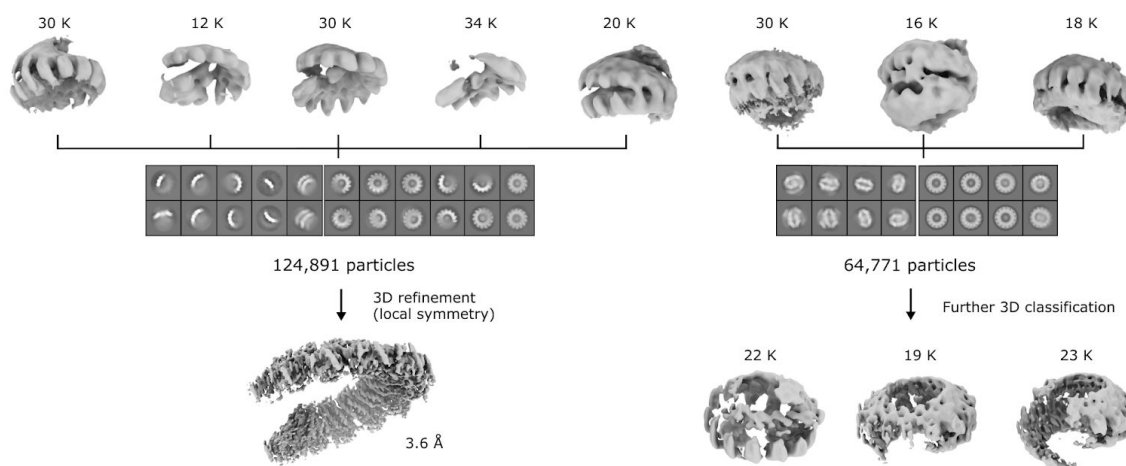 30 K 12 K 30 K 34 K 20 K 30 K 16 K 18 K
124,891 particles
64,771 particles
3D refinement
(local symmetry)
Further 3D classification
22 K 19 K 23 K
3.6 Å